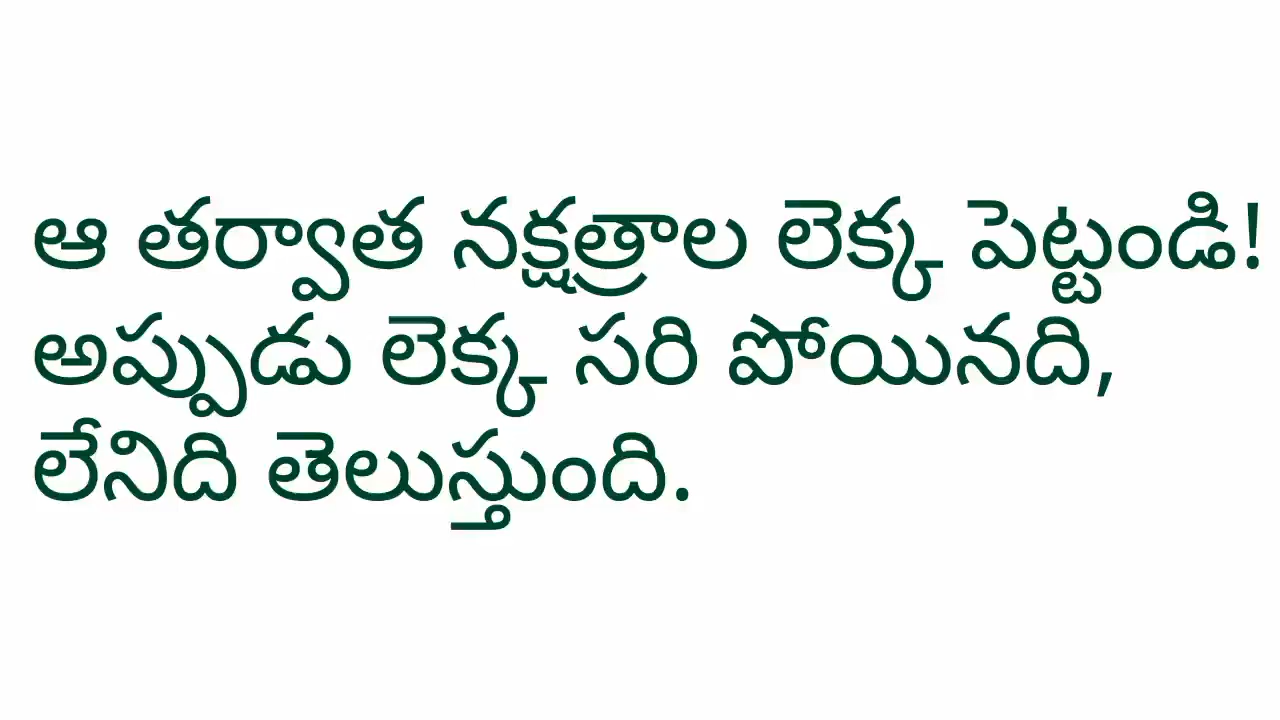 ఆ తర్వాత నక్షత్రాల లెక్క పెట్టండి!
అప్పుడు లెక్క సరి పోయినది,
లేనిది తెలుస్తుంది.